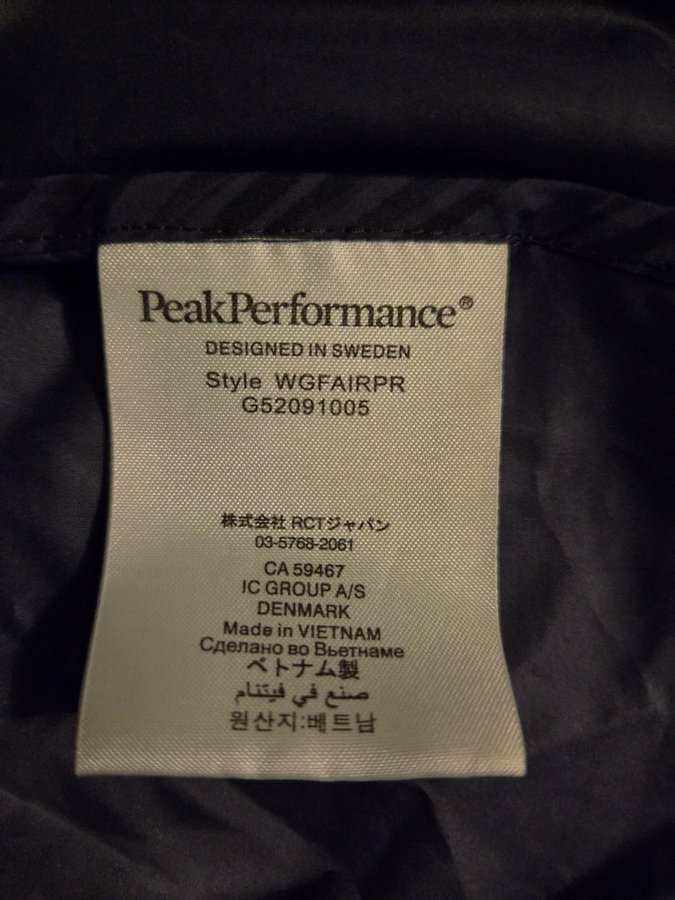 PeakPerformance®
DESIGNED IN SWEDEN
Style WGFAIRPR
G52091005
株式会社 RCTジャパン
03-5768-2061
CA 59467
IC GROUP A/S
DENMARK
Made in VIETNAM
Сделано во Вьетнаме
ベトナム製
صنع في فيتنام
원산지:베트남